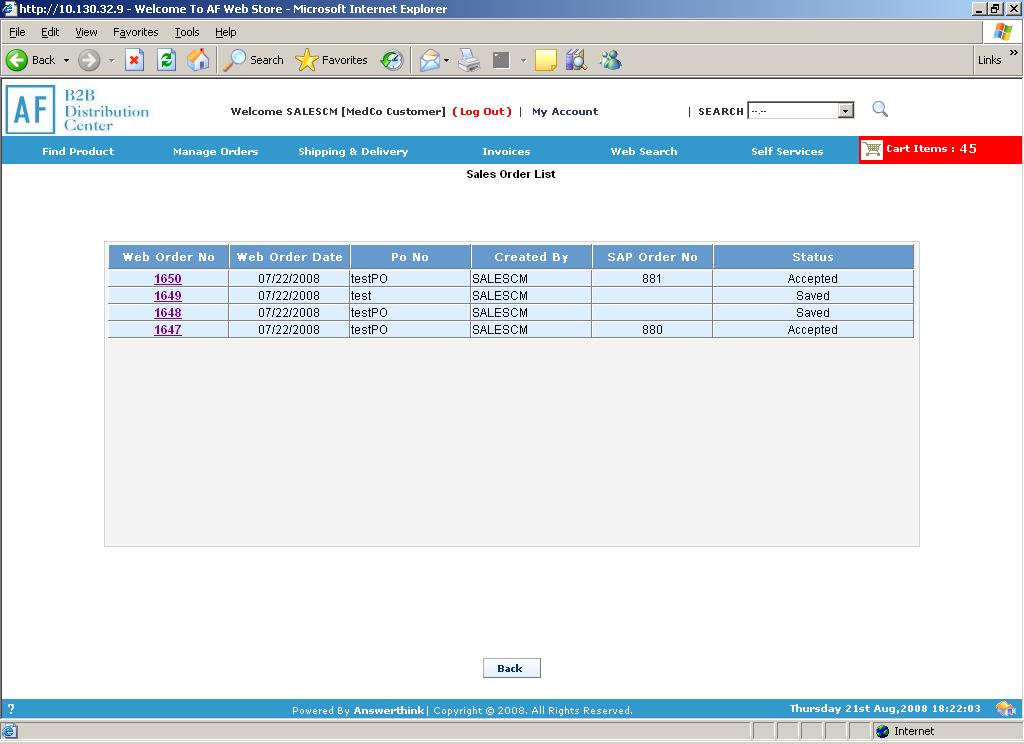 http://10.130.32.9 - Welcome To AF Web Store - Microsoft Internet Explorer
File Edit View Favorites Tools Help
Back Search Favorites Links »
AF B2B Distribution Center
Welcome SALESCM [MedCo Customer] ( Log Out ) | My Account | SEARCH --.--
Find Product Manage Orders Shipping & Delivery Invoices Web Search Self Services Cart Items : 45
Sales Order List
Web Order No Web Order Date Po No Created By SAP Order No Status
1650 07/22/2008 testPO SALESCM 881 Accepted
1649 07/22/2008 test SALESCM Saved
1648 07/22/2008 testPO SALESCM Saved
1647 07/22/2008 testPO SALESCM 880 Accepted
Back
? Powered By Answerthink | Copyright © 2008. All Rights Reserved. Thursday 21st Aug,2008 18:22:03
Internet